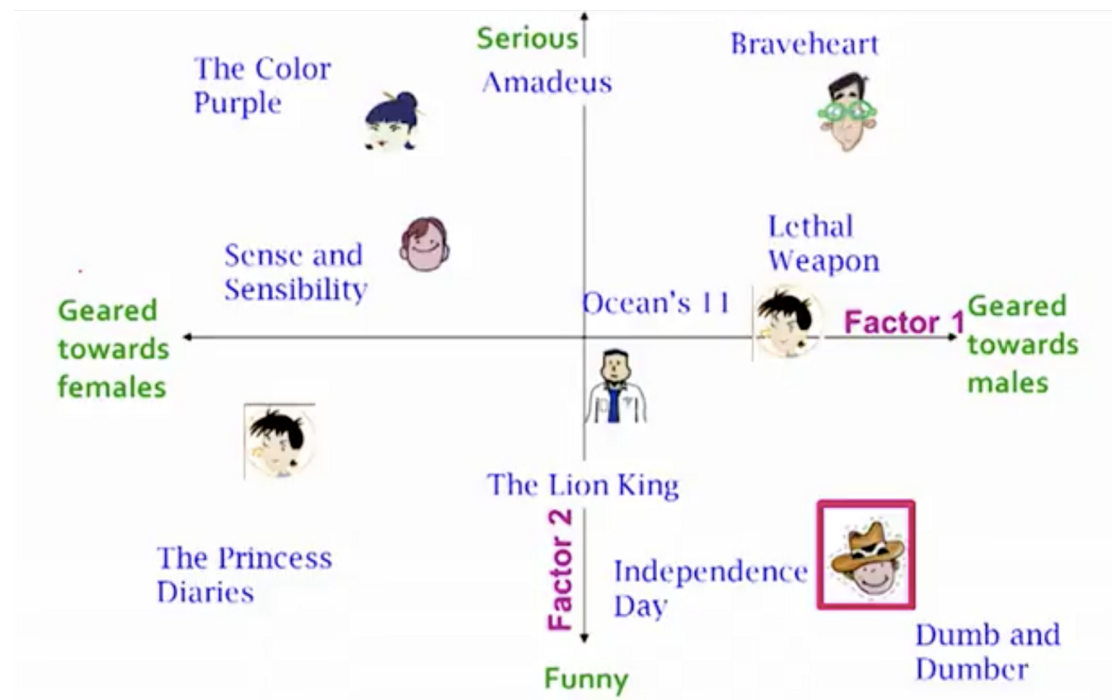 Serious
Braveheart
The Color
Purple
Amadeus
Lethal
Weapon
Sense and
Sensibility
Ocean's 11
Geared
towards
females
Factor 1
Geared
towards
males
The Lion King
Factor 2
The Princess
Diaries
Independence
Day
Dumb and
Dumber
Funny